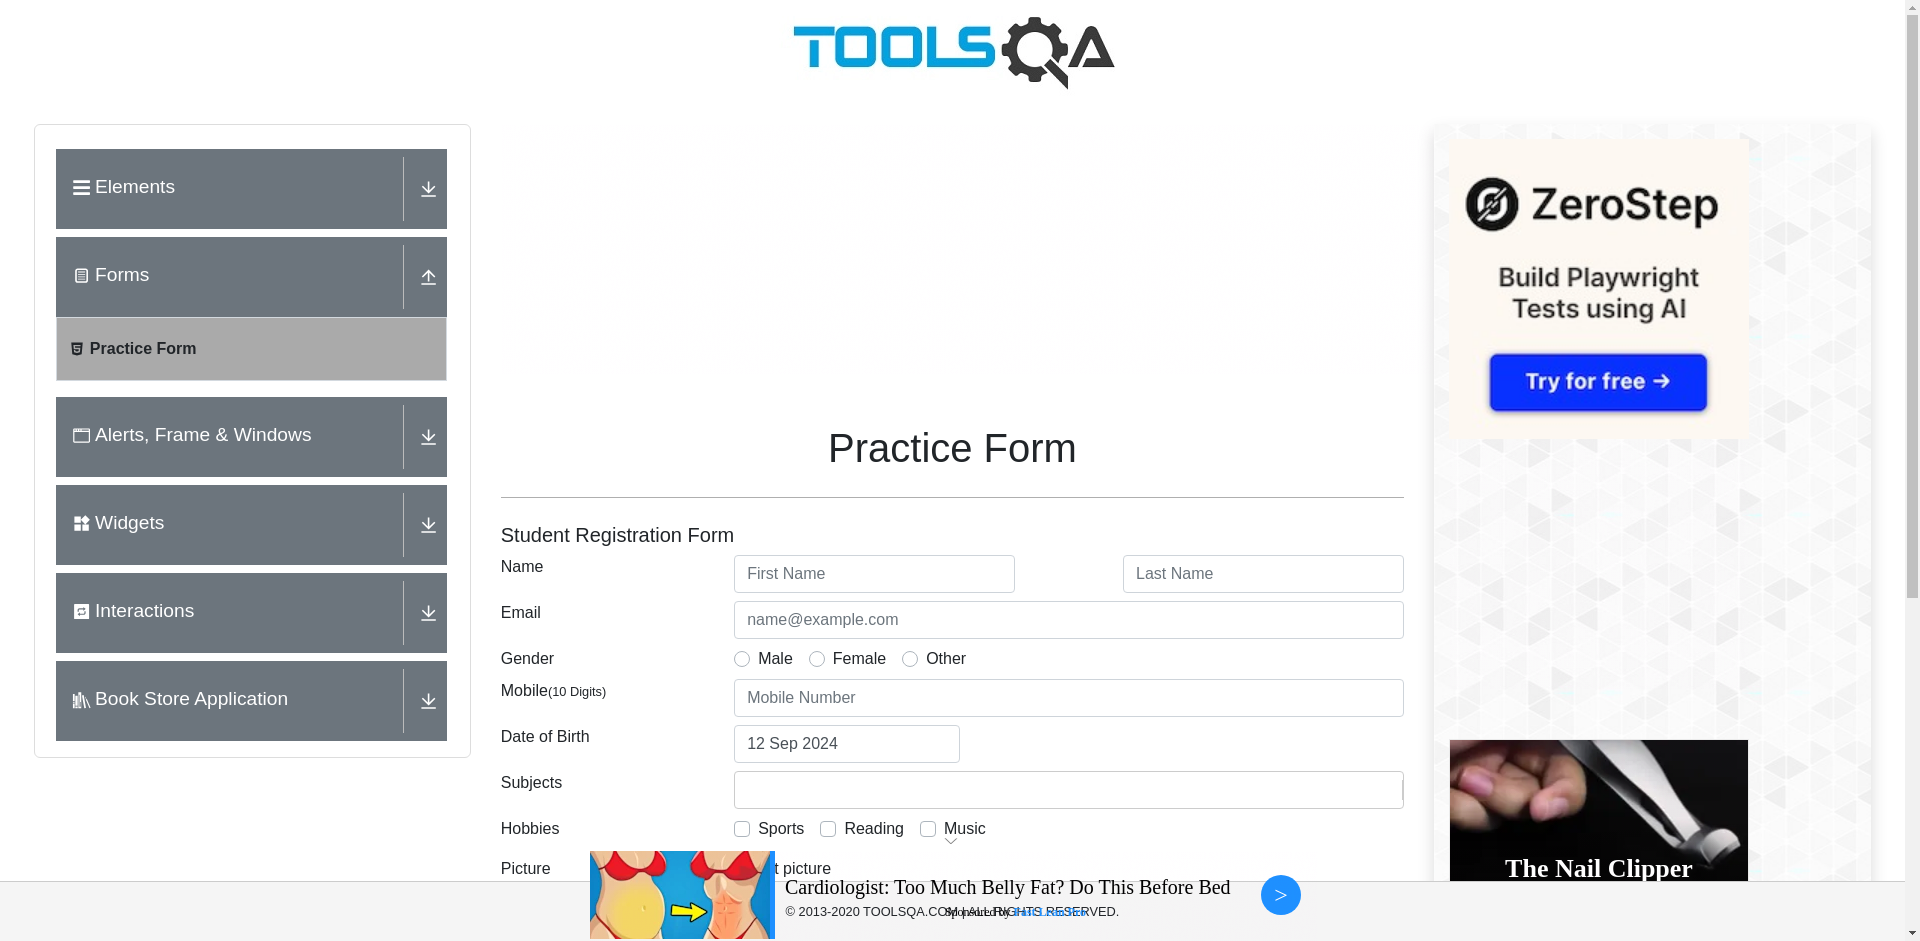 TOOLSQA
Elements
Forms
Practice Form
Alerts, Frame & Windows
Widgets
Interactions
Book Store Application
Practice Form
Student Registration Form
Name
First Name
Last Name
Email
name@example.com
Gender
Male
Female
Other
Mobile(10 Digits)
Mobile Number
Date of Birth
12 Sep 2024
Subjects
Hobbies
Sports
Reading
Music
Picture
picture
Cardiologist: Too Much Belly Fat? Do This Before Bed
>
© 2013-2020 TOOLSQA.COM | ALL RIGHTS RESERVED.
ZeroStep
Build Playwright
Tests using AI
Try for free →
The Nail Clipper